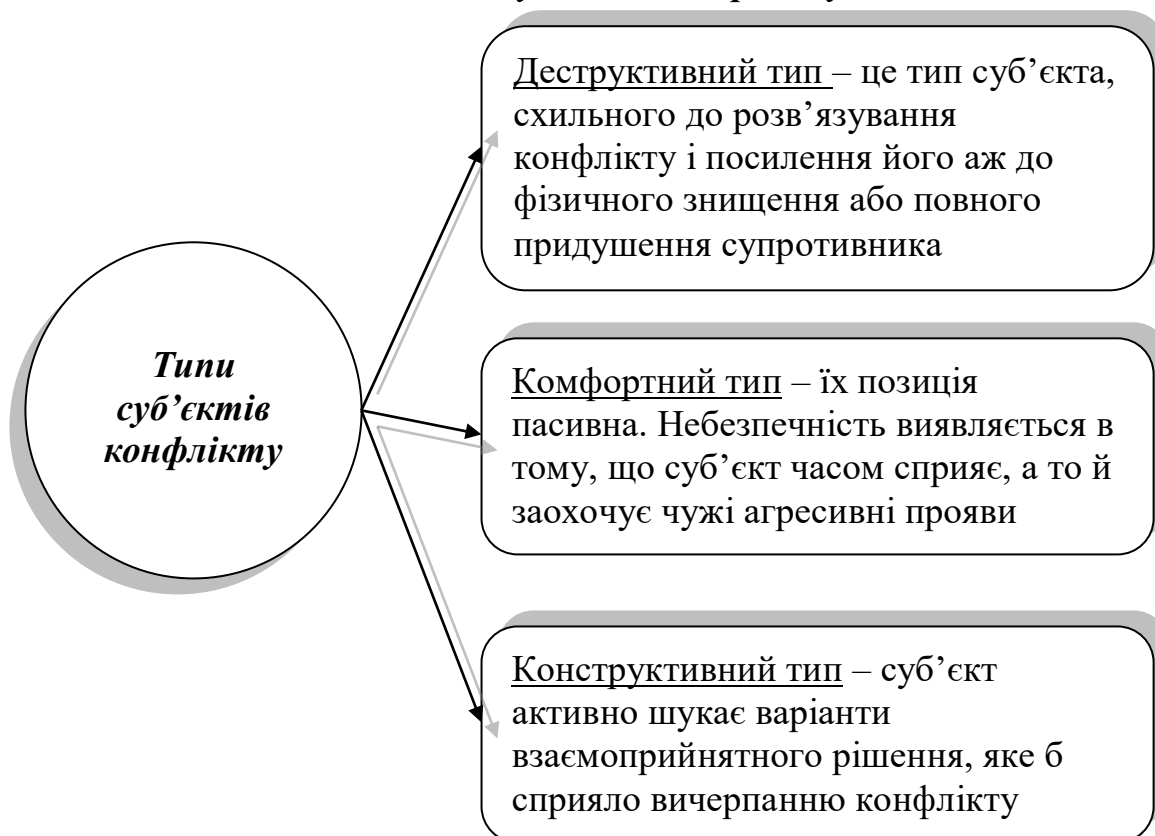 Типи
суб’єктів
конфлікту
Деструктивний тип – це тип суб’єкта,
схильного до розв’язування
конфлікту і посилення його аж до
фізичного знищення або повного
придушення супротивника
Комфортний тип – їх позиція
пасивна. Небезпечність виявляється в
тому, що суб’єкт часом сприяє, а то й
заохочує чужі агресивні прояви
Конструктивний тип – суб’єкт
активно шукає варіанти
взаємоприйнятного рішення, яке б
сприяло вичерпанню конфлікту